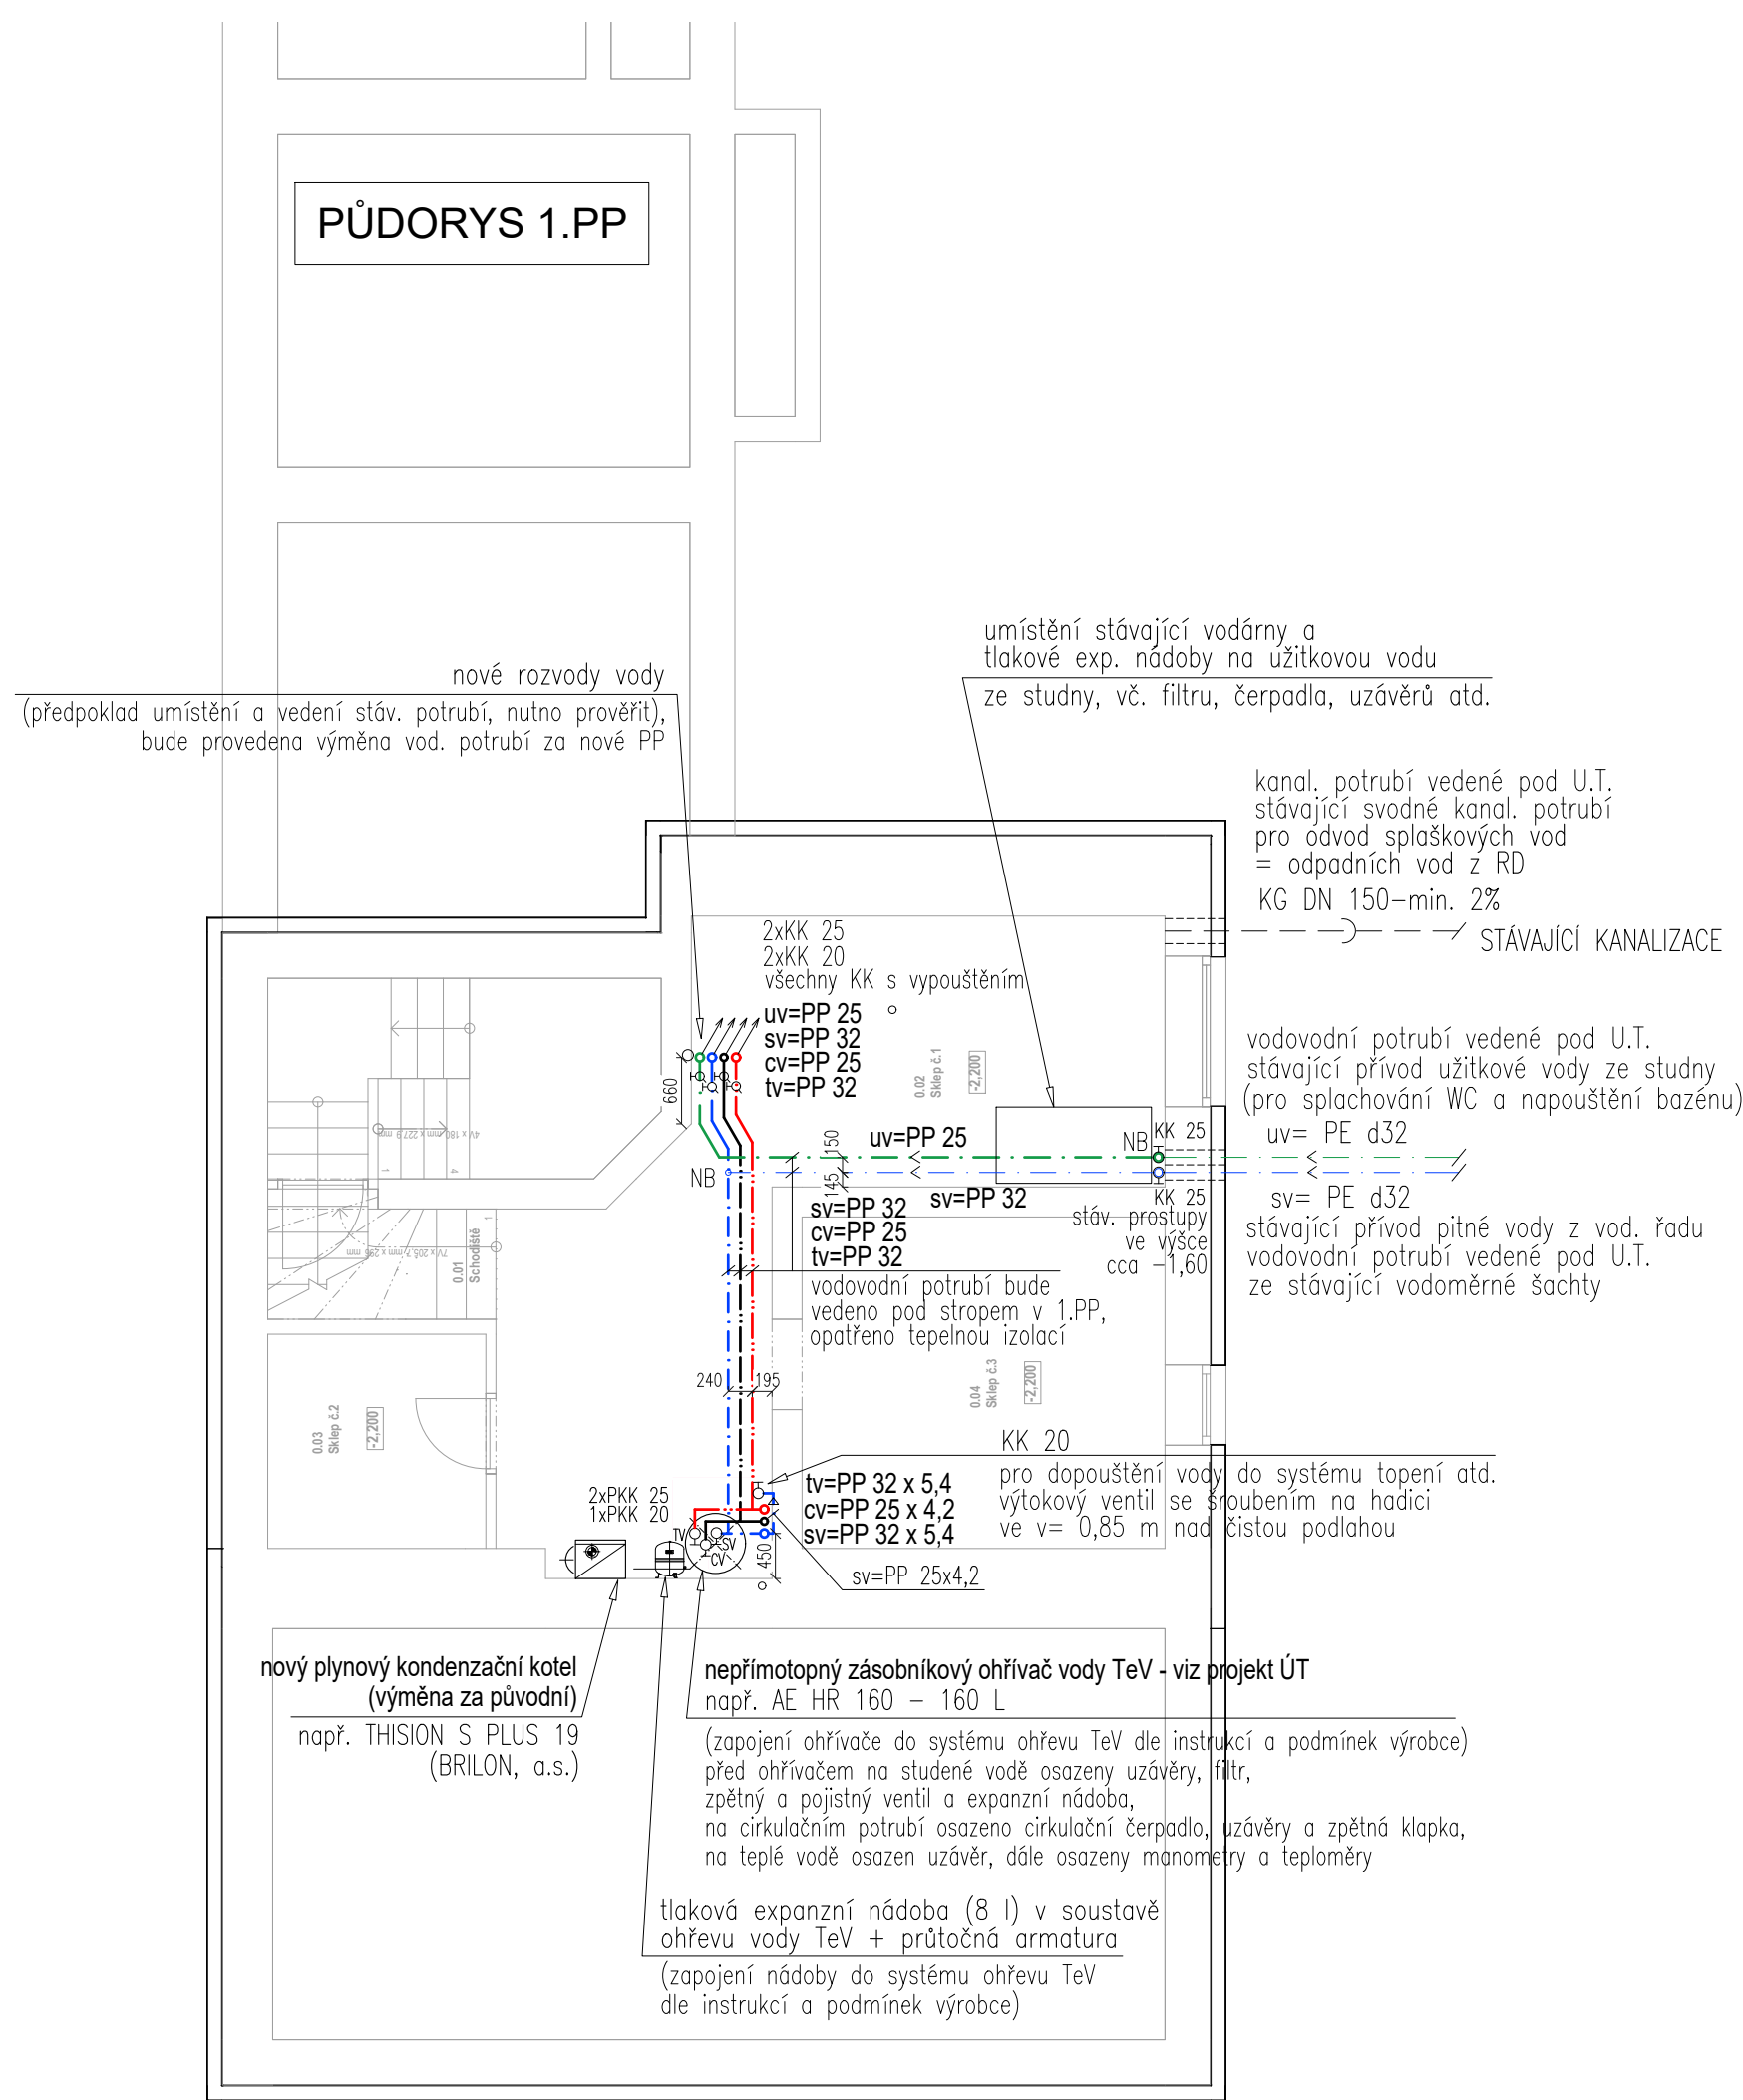 PŮDORYS 1.PP
nové rozvody vody
(předpoklad umístění a vedení stáv. potrubí, nutno prověřit),
bude provedena výměna vod. potrubí za nové PP
umístění stávající vodárny a
tlakové exp. nádoby na užitkovou vodu
ze studny, vč. filtru, čerpadla, uzávěrů atd.
kanal. potrubí vedené pod U.T.
stávající svodné kanal. potrubí
pro odvod splaškových vod
= odpadních vod z RD
KG DN 150-min. 2%
STÁVAJÍCÍ KANALIZACE
2xKK 25
2xKK 20
všechny KK s vypouštěním
uv=PP 25
sv=PP 32
cv=PP 25
tv=PP 32
660
0.02
Sklep č.1
-2,200
vodovodní potrubí vedené pod U.T.
stávající přívod užitkové vody ze studny
(pro splachování WC a napouštění bazénu)
uv= PE d32
sv= PE d32
stávající přívod pitné vody z vod. řadu
vodovodní potrubí vedené pod U.T.
ze stávající vodoměrné šachty
uv=PP 25
150
145
NB
KK 25
NB
sv=PP 32
KK 25
stáv. prostupy
ve výšce
cca -1,60
sv=PP 32
cv=PP 25
tv=PP 32
vodovodní potrubí bude
vedeno pod stropem v 1.PP,
opatřeno tepelnou izolací
4V x 180 mm x 227,9 mm
1
4
7V x 205,7 mm x 296 mm
1
0.01
Schodiště
240
195
0.03
Sklep č.2
-2,200
0.04
Sklep č.3
-2,200
KK 20
pro dopouštění vody do systému topení atd.
výtokový ventil se šroubením na hadici
ve v= 0,85 m nad čistou podlahou
2xPKK 25
1xPKK 20
tv=PP 32 x 5,4
cv=PP 25 x 4,2
sv=PP 32 x 5,4
TV
SV
CV
450
sv=PP 25x4,2
nový plynový kondenzační kotel
(výměna za původní)
např. THISION S PLUS 19
(BRILON, a.s.)
nepřímotopný zásobníkový ohřívač vody TeV - viz projekt ÚT
např. AE HR 160 - 160 L
(zapojení ohřívače do systému ohřevu TeV dle instrukcí a podmínek výrobce)
před ohřívačem na studené vodě osazeny uzávěry, filtr,
zpětný a pojistný ventil a expanzní nádoba,
na cirkulačním potrubí osazeno cirkulační čerpadlo, uzávěry a zpětná klapka,
na teplé vodě osazen uzávěr, dále osazeny manometry a teploměry
tlaková expanzní nádoba (8 l) v soustavě
ohřevu vody TeV + průtočná armatura
(zapojení nádoby do systému ohřevu TeV
dle instrukcí a podmínek výrobce)